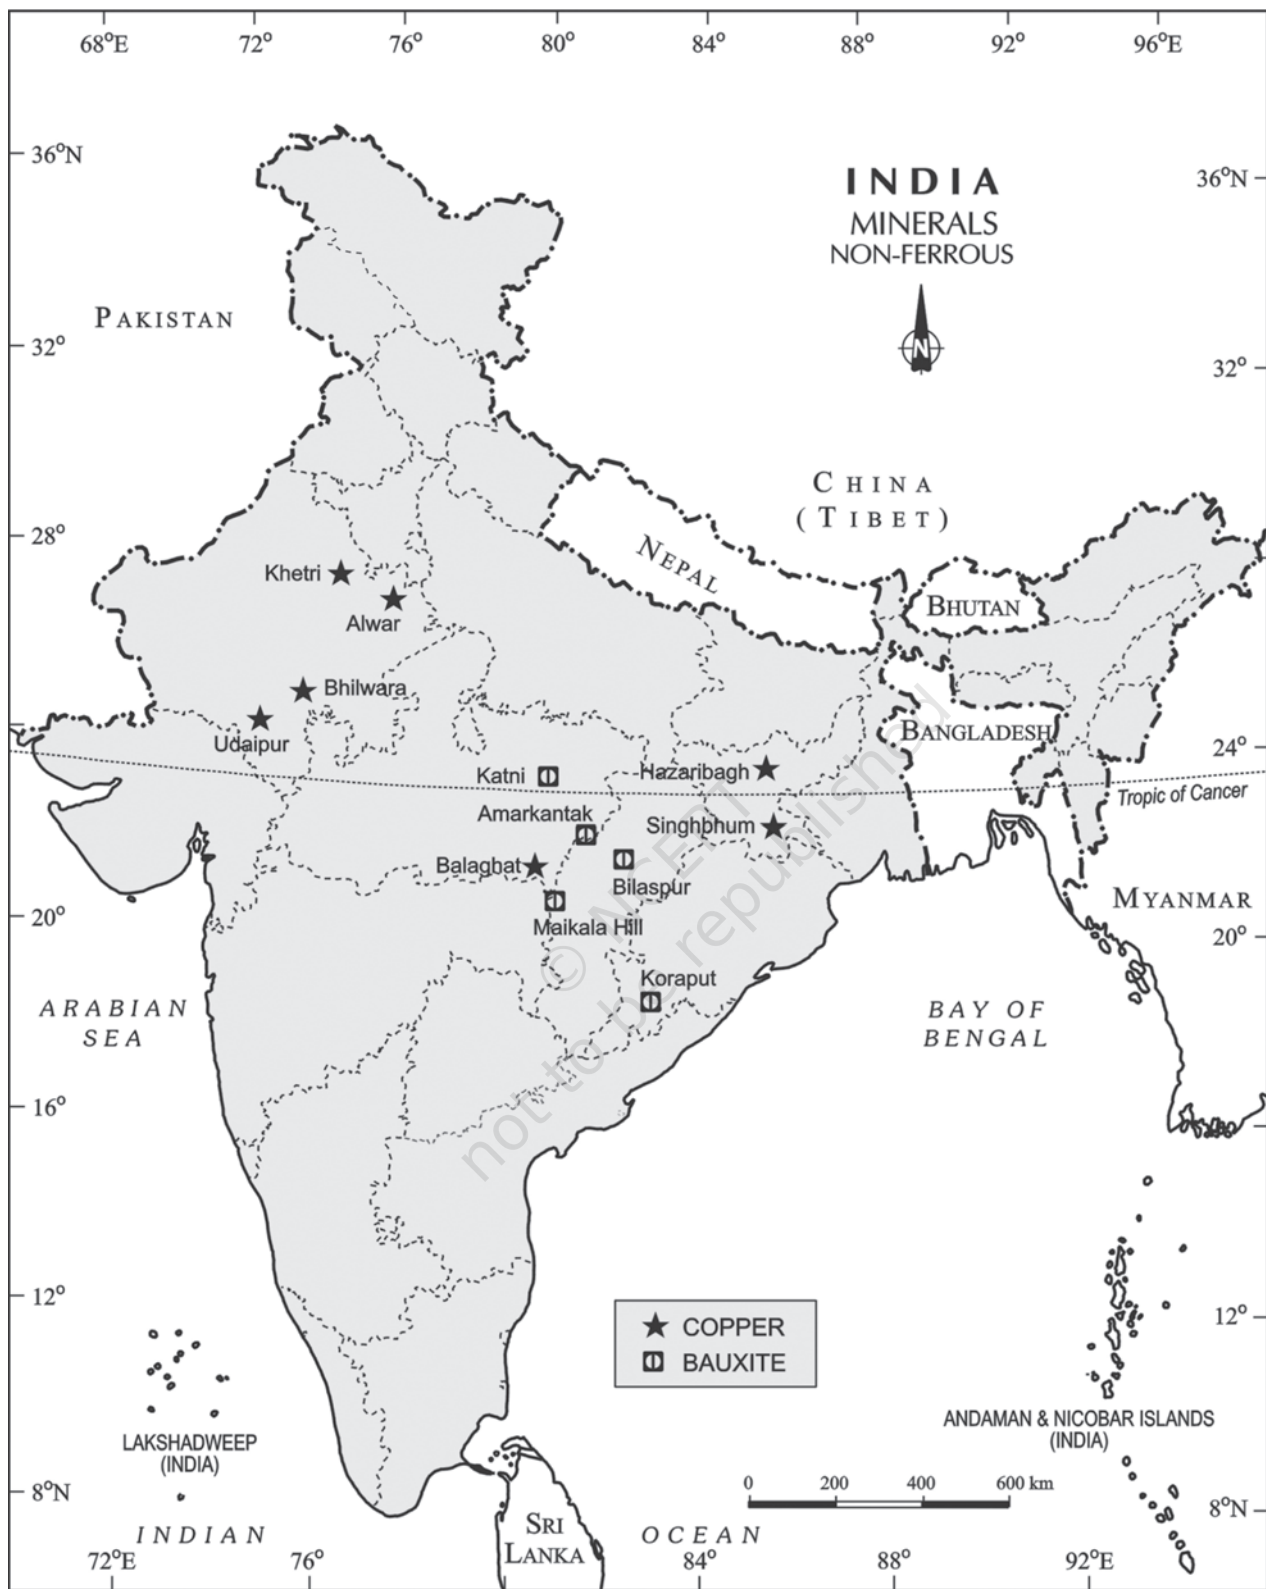 68°E 72° 76° 80° 84° 88° 92° 96°E
36°N
INDIA
MINERALS
NON-FERROUS
36°N
N
PAKISTAN
32°
32°
CHINA
(TIBET)
28°
NEPAL
BHUTAN
Khetri
Alwar
Bhilwara
Udaipur
BANGLADESH
24°
Katni
Hazaribagh
Tropic of Cancer
Amarkantak
Singhbhum
Balaghat
Bilaspur
MYANMAR
20°
Maikala Hill
20°
Koraput
ARABIAN
SEA
BAY OF
BENGAL
© NCERT
not to be republished
16°
12°
12°
COPPER
BAUXITE
LAKSHADWEEP
(INDIA)
ANDAMAN & NICOBAR ISLANDS
(INDIA)
0 200 400 600 km
8°N
8°N
INDIAN
OCEAN
SRI
LANKA
72°E 76° 84° 88° 92°E